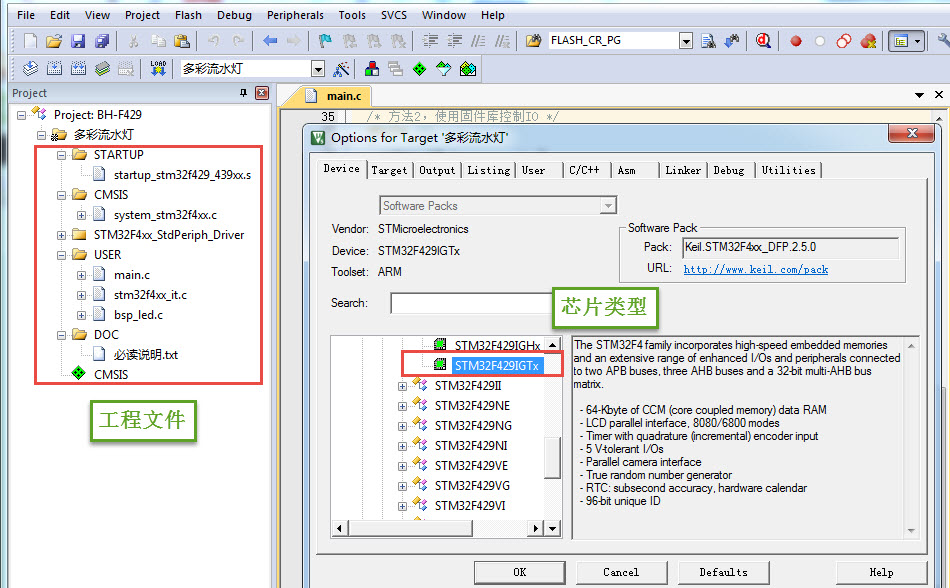 File Edit View Project Flash Debug Peripherals Tools SVCS Window Help
FLASH_CR_PG
LOAD
多彩流水灯
Project
Project: BH-F429
多彩流水灯
STARTUP
startup_stm32f429_439xx.s
CMSIS
system_stm32f4xx.c
STM32F4xx_StdPeriph_Driver
USER
main.c
stm32f4xx_it.c
bsp_led.c
DOC
必读说明.txt
CMSIS
工程文件
main.c
35 /* 方法2，使用固件库控制IO */
Options for Target '多彩流水灯'
Device Target Output Listing User C/C++ Asm Linker Debug Utilities
Software Packs
Vendor: STMicroelectronics
Device: STM32F429IGTx
Toolset: ARM
Search:
Software Pack
Pack: Keil.STM32F4xx_DFP.2.5.0
URL: http://www.keil.com/pack
芯片类型
STM32F429IGHx
STM32F429IGTx
STM32F429II
STM32F429NE
STM32F429NG
STM32F429NI
STM32F429VE
STM32F429VG
STM32F429VI
The STM32F4 family incorporates high-speed embedded memories
and an extensive range of enhanced I/Os and peripherals connected
to two APB buses, three AHB buses and a 32-bit multi-AHB bus
matrix.
- 64-Kbyte of CCM (core coupled memory) data RAM
- LCD parallel interface, 8080/6800 modes
- Timer with quadrature (incremental) encoder input
- 5 V-tolerant I/Os
- Parallel camera interface
- True random number generator
- RTC: subsecond accuracy, hardware calendar
- 96-bit unique ID
OK Cancel Defaults Help